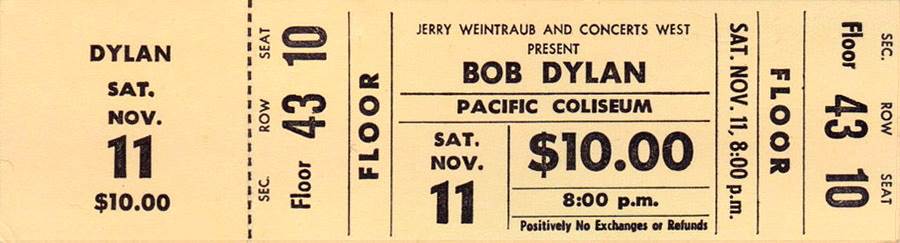 DYLAN
SAT.
NOV.
11
$10.00
SEC. ROW SEAT
Floor 43 10
FLOOR
JERRY WEINTRAUB AND CONCERTS WEST
PRESENT
BOB DYLAN
PACIFIC COLISEUM
SAT.
NOV.
11
$10.00
8:00 p.m.
Positively No Exchanges or Refunds
SAT. NOV. 11, 8:00 p.m.
FLOOR
Floor 43 10
SEC. ROW SEAT